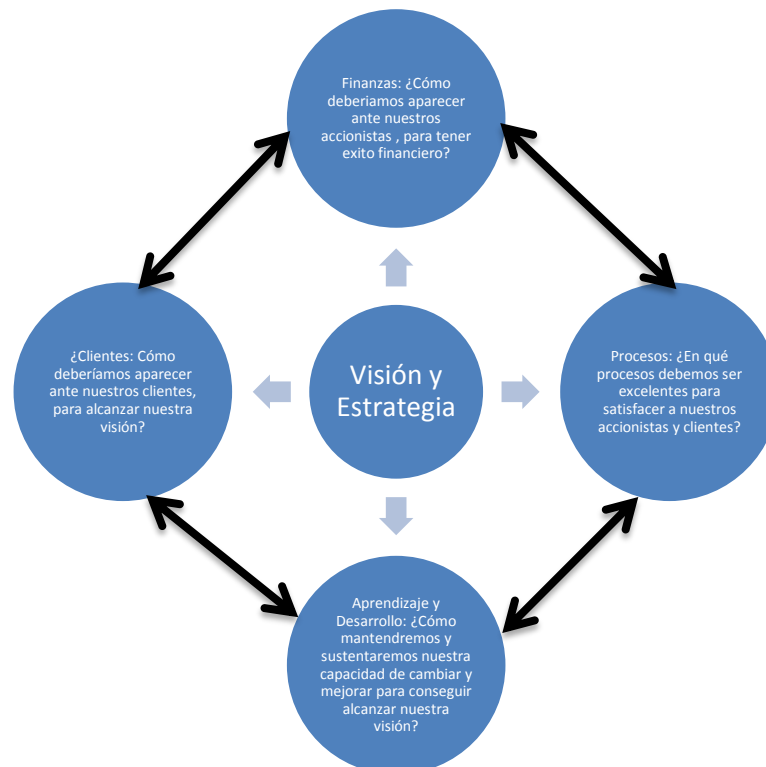 Finanzas: ¿Cómo
deberiamos aparecer
ante nuestros
accionistas , para tener
exito financiero?
¿Clientes: Cómo
deberíamos aparecer
ante nuestros clientes,
para alcanzar nuestra
visión?
Visión y
Estrategia
Procesos: ¿En qué
procesos debemos ser
excelentes para
satisfacer a nuestros
accionistas y clientes?
Aprendizaje y
Desarrollo: ¿Cómo
mantendremos y
sustentaremos nuestra
capacidad de cambiar y
mejorar para conseguir
alcanzar nuestra
visión?